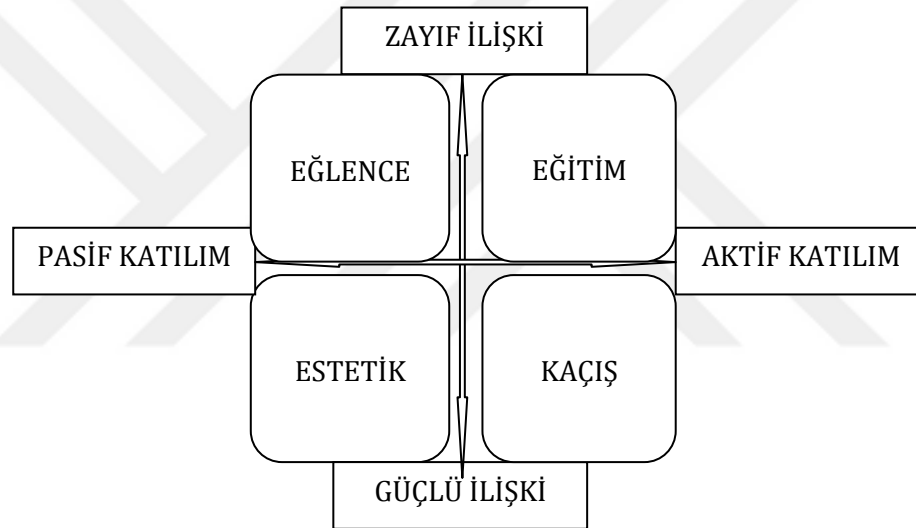 ZAYIF İLİŞKİ
EĞLENCE
EĞİTİM
PASİF KATILIM
AKTİF KATILIM
ESTETİK
KAÇIŞ
GÜÇLÜ İLİŞKİ